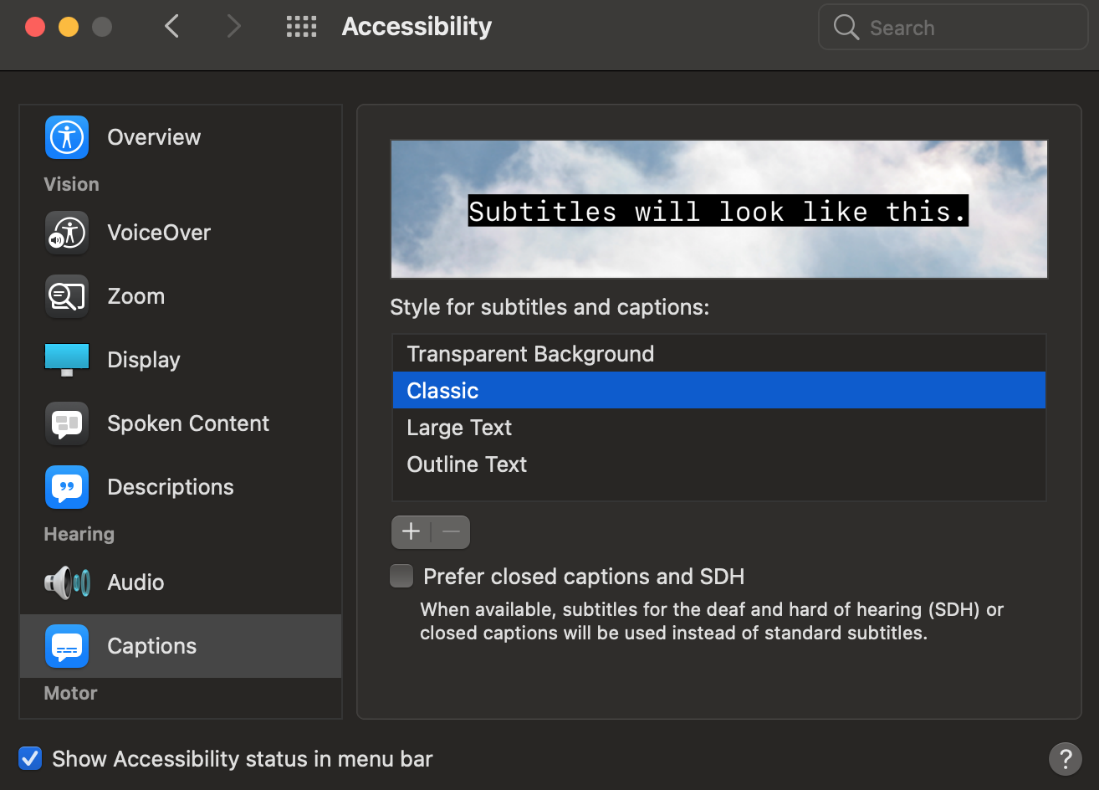 Accessibility
Search
Overview
Vision
VoiceOver
Zoom
Display
Spoken Content
Descriptions
Hearing
Audio
Captions
Motor
Subtitles will look like this.
Style for subtitles and captions:
Transparent Background
Classic
Large Text
Outline Text
Prefer closed captions and SDH
When available, subtitles for the deaf and hard of hearing (SDH) or
closed captions will be used instead of standard subtitles.
Show Accessibility status in menu bar
?